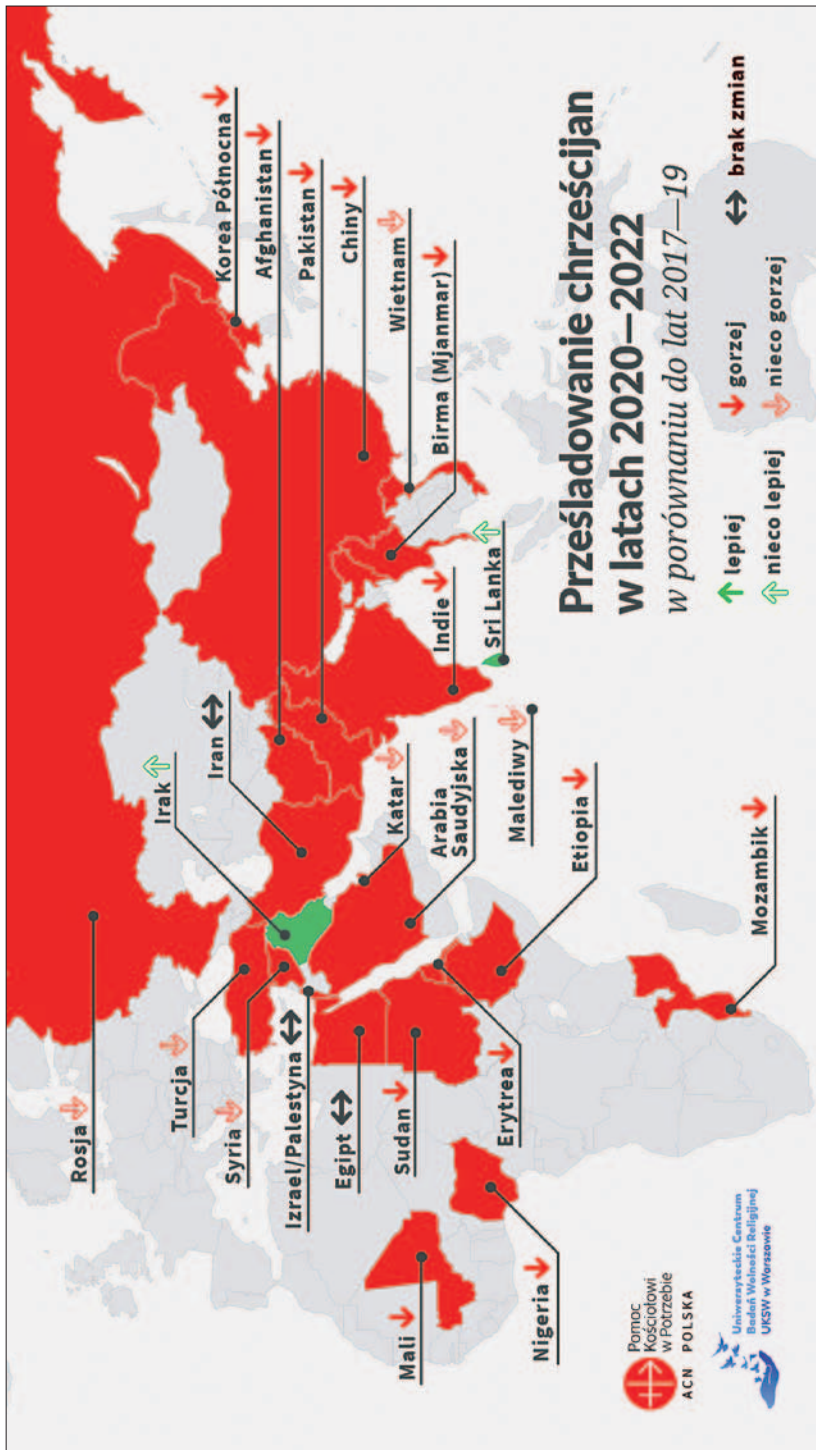 Rosja
Turcja
Syria
Izrael/Palestyna
Egipt
Sudan
Erytrea
Mali
Nigeria
Irak
Iran
Katar
Arabia
Saudyjska
Malediwy
Etiopia
Mozambik
Korea Północna
Afghanistan
Pakistan
Chiny
Wietnam
Birma (Mjanmar)
Indie
Sri Lanka
Prześladowanie chrześcijan
w latach 2020–2022
w porównaniu do lat 2017—19
lepiej
gorzej
brak zmian
nieco lepiej
nieco gorzej
Pomoc
Kościołowi
w Potrzebie
ACN POLSKA
Uniwersyteckie Centrum
Badań Wolności Religijnej
UKSW w Warszawie